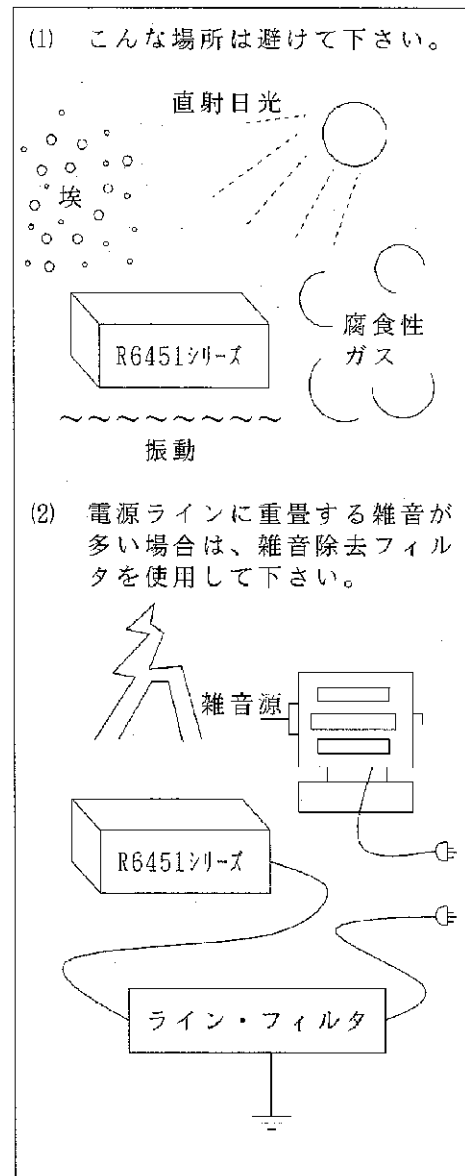 (1) こんな場所は避けて下さい。
直射日光
埃
腐食性
ガス
R6451シリーズ
振動
(2) 電源ラインに重畳する雑音が
多い場合は、雑音除去フィル
タを使用して下さい。
雑音源
R6451シリーズ
ライン・フィルタ